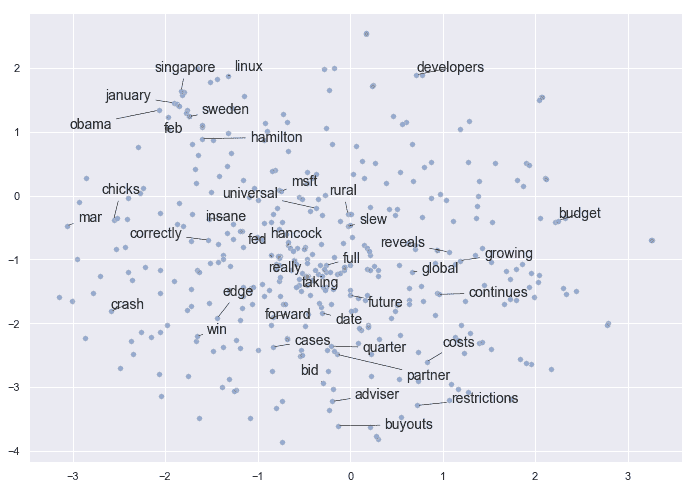 singapore
linux
developers
january
sweden
obama
feb
hamilton
msft
chicks
universal
rural
mar
insane
slew
budget
correctly
fed
hancock
reveals
really
full
global
growing
taking
edge
future
continues
crash
forward
date
win
cases
quarter
costs
bid
partner
adviser
restrictions
buyouts
2
1
0
−1
−2
−3
−4
−3
−2
−1
0
1
2
3